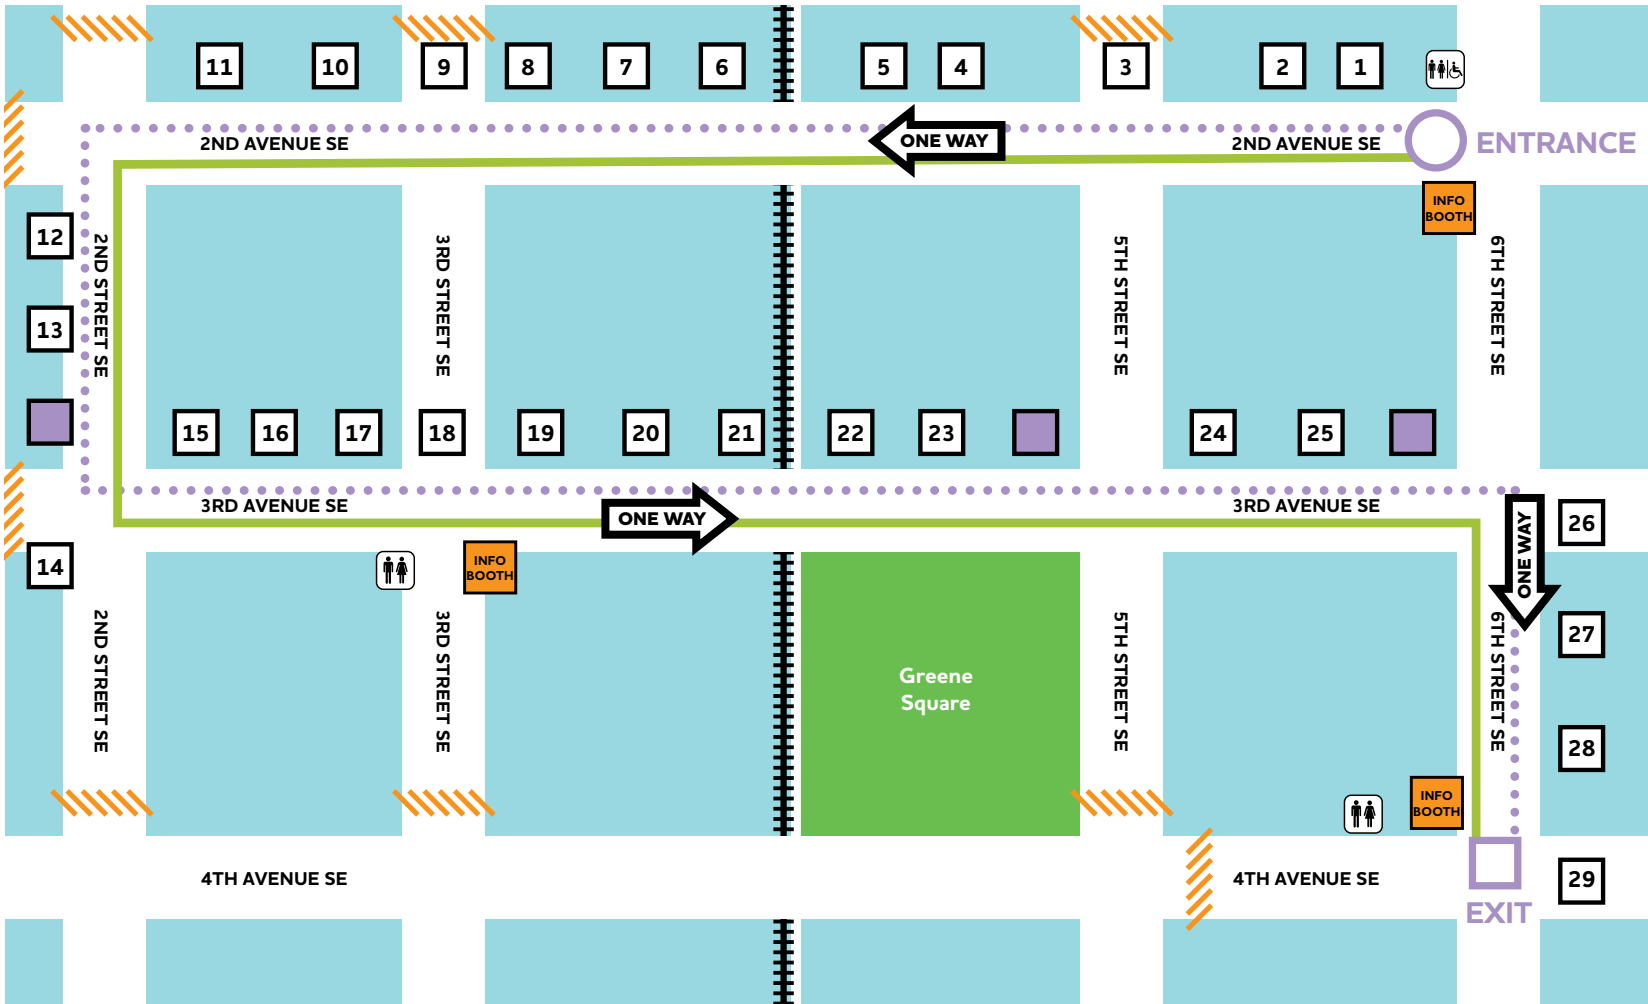 11
10
9
8
7
6
5
4
3
2
1
2ND AVENUE SE
ONE WAY
2ND AVENUE SE
ENTRANCE
INFO
BOOTH
12
13
2ND STREET SE
3RD STREET SE
5TH STREET SE
6TH STREET SE
15
16
17
18
19
20
21
22
23
24
25
3RD AVENUE SE
ONE WAY
3RD AVENUE SE
ONE WAY
26
14
INFO
BOOTH
27
2ND STREET SE
3RD STREET SE
Greene
Square
5TH STREET SE
6TH STREET SE
28
INFO
BOOTH
4TH AVENUE SE
4TH AVENUE SE
29
EXIT